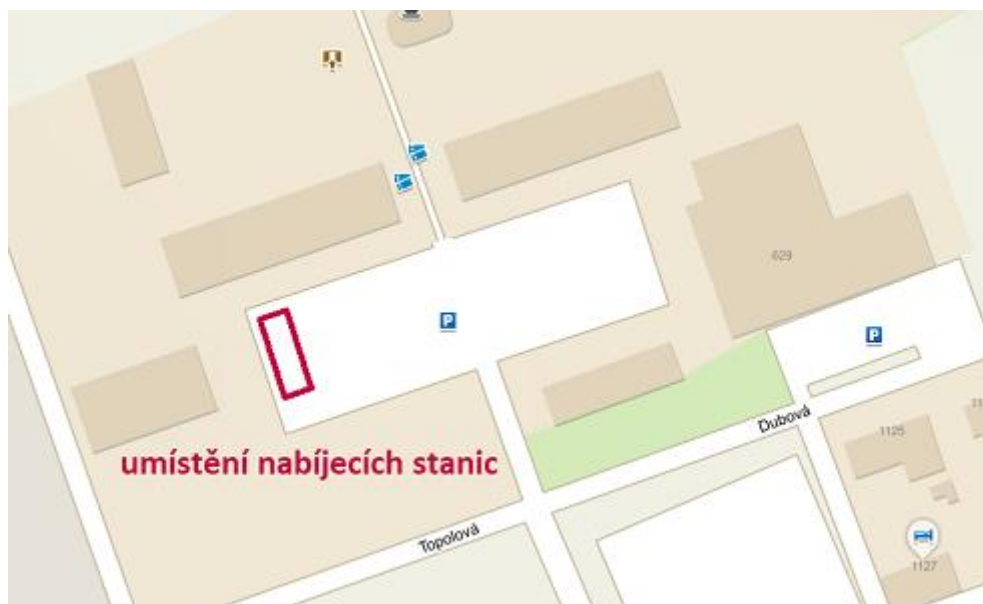 629
P
P
Dubová
1125
umístění nabíjecích stanic
Topolová
1127